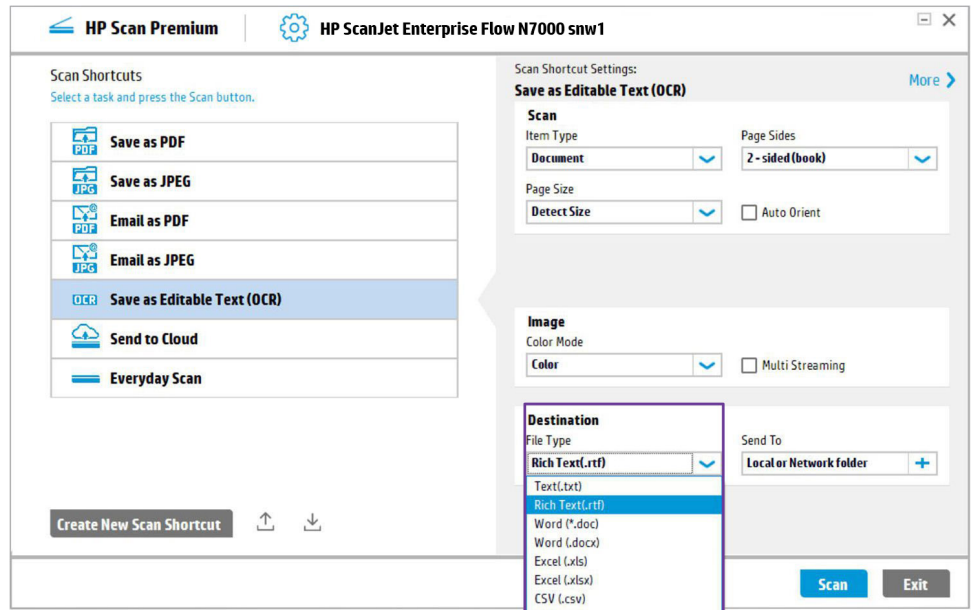 HP Scan Premium
HP ScanJet Enterprise Flow N7000 snw1
Scan Shortcuts
Select a task and press the Scan button.
PDF Save as PDF
JPG Save as JPEG
PDF Email as PDF
JPG Email as JPEG
OCR Save as Editable Text (OCR)
Send to Cloud
Everyday Scan
Create New Scan Shortcut
Scan Shortcut Settings:
Save as Editable Text (OCR)
More
Scan
Item Type Page Sides
Document 2 - sided (book)
Page Size
Detect Size Auto Orient
Image
Color Mode
Color Multi Streaming
Destination
File Type Send To
Rich Text(.rtf) Local or Network folder
Text(.txt)
Rich Text(.rtf)
Word (*.doc)
Word (.docx)
Excel (.xls)
Excel (.xlsx)
CSV (.csv)
Scan Exit